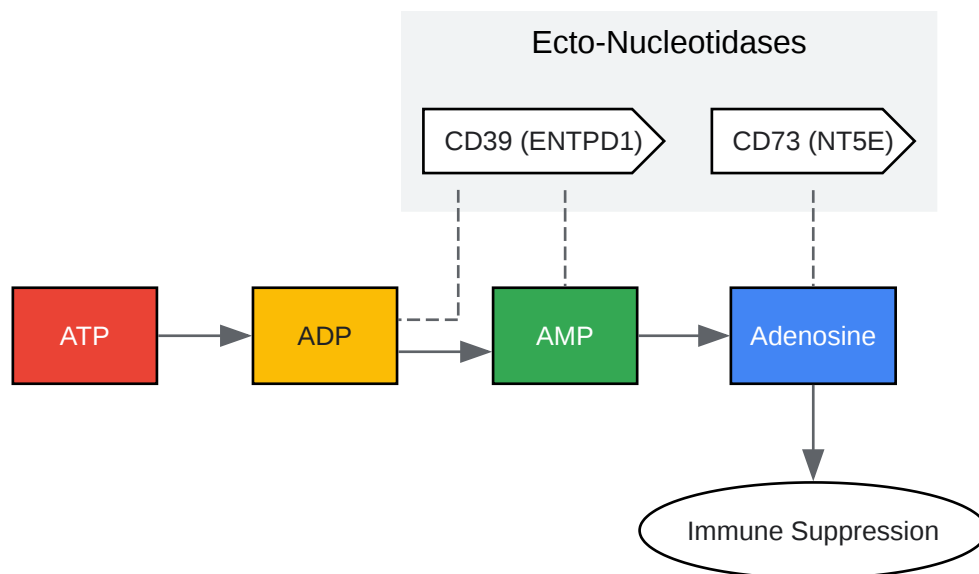 Ecto-Nucleotidases
CD39 (ENTPD1)
CD73 (NT5E)
ATP
ADP
AMP
Adenosine
Immune Suppression